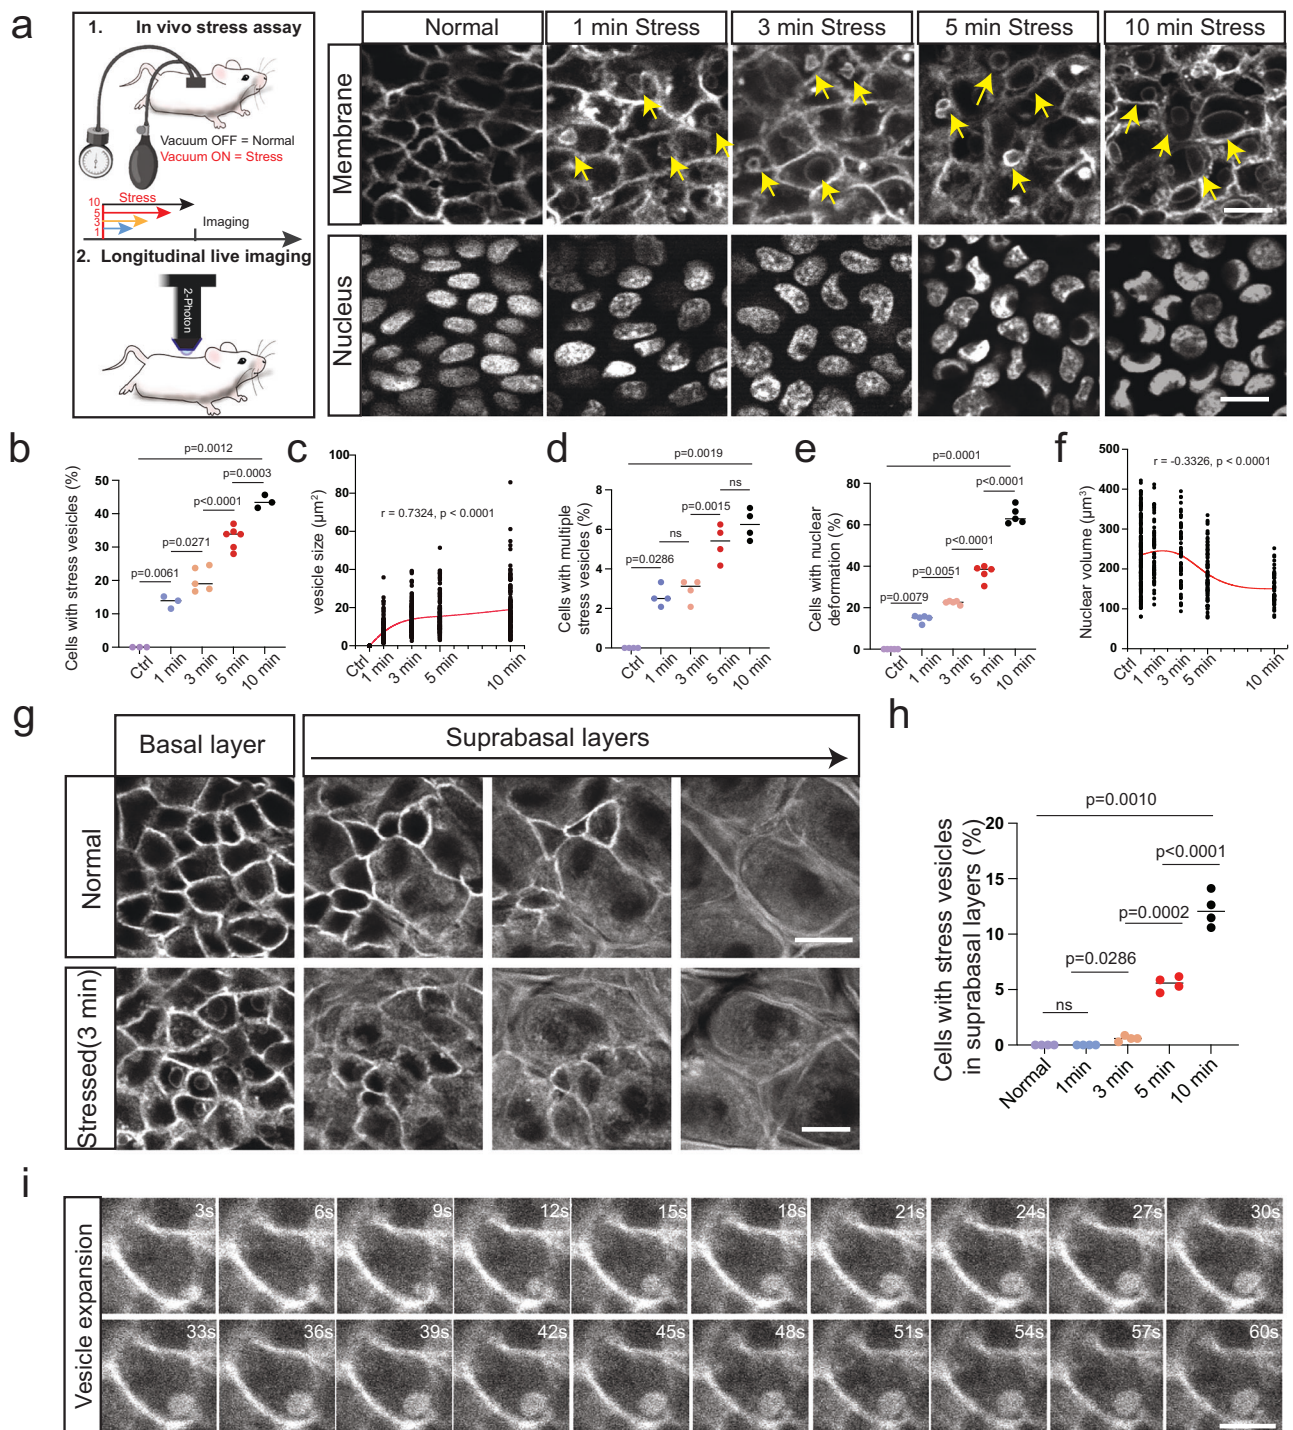 a
1. In vivo stress assay
Vacuum OFF = Normal
Vacuum ON = Stress
Stress
10
5
3
1
Imaging
2. Longitudinal live imaging
2-Photon
Normal
1 min Stress
3 min Stress
5 min Stress
10 min Stress
Membrane
Nucleus
b
Cells with stress vesicles (%)
50
40
30
20
10
0
p=0.0012
p=0.0003
p<0.0001
p=0.0271
p=0.0061
Ctrl
1 min
3 min
5 min
10 min
c
vesicle size (µm²)
100
80
60
40
20
0
r = 0.7324, p < 0.0001
Ctrl
1 min
3 min
5 min
10 min
d
Cells with multiple
stress vesicles (%)
8
6
4
2
0
p=0.0019
ns
p=0.0015
ns
p=0.0286
Ctrl
1 min
3 min
5 min
10 min
e
Cells with nuclear
deformation (%)
80
60
40
20
0
p=0.0001
p<0.0001
p<0.0001
p=0.0051
p=0.0079
Ctrl
1 min
3 min
5 min
10 min
f
Nuclear volume (µm³)
500
400
300
200
100
0
r = -0.3326, p < 0.0001
Ctrl
1 min
3 min
5 min
10 min
g
Basal layer
Suprabasal layers
Normal
Stressed(3 min)
h
Cells with stress vesicles
in suprabasal layers (%)
20
15
10
5
0
p=0.0010
p<0.0001
p=0.0002
p=0.0286
ns
Normal
1min
3 min
5 min
10 min
i
Vesicle expansion
3s
6s
9s
12s
15s
18s
21s
24s
27s
30s
33s
36s
39s
42s
45s
48s
51s
54s
57s
60s